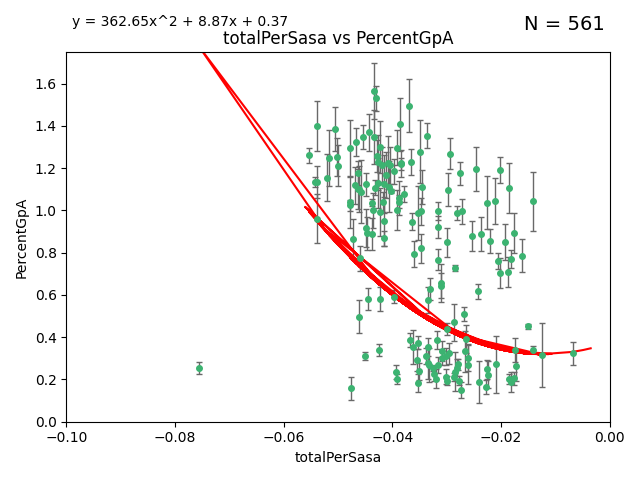 y = 362.65x^2 + 8.87x + 0.37
N = 561
totalPerSasa vs PercentGpA
PercentGpA
1.6
1.4
1.2
1.0
0.8
0.6
0.4
0.2
0.0
−0.10 −0.08 −0.06 −0.04 −0.02 0.00
totalPerSasa